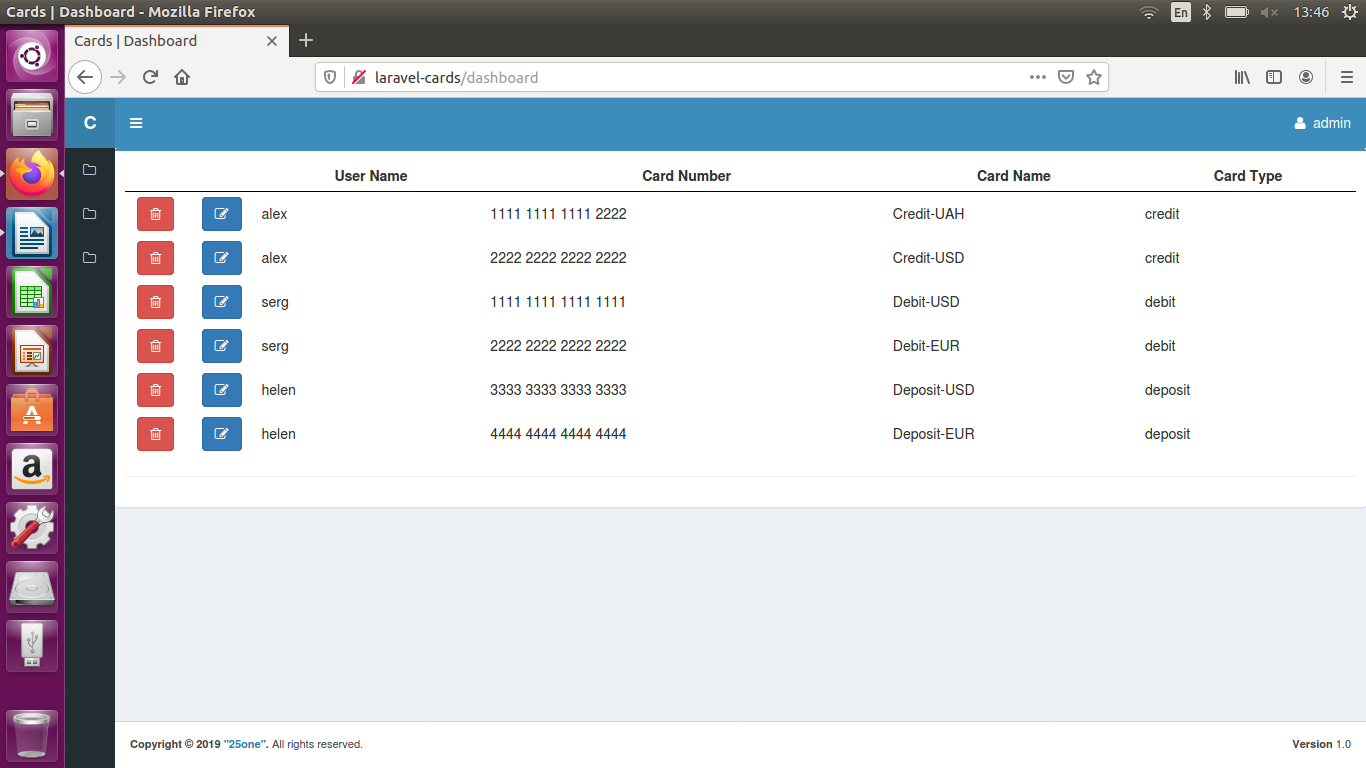 Cards | Dashboard - Mozilla Firefox
En
13:46
Cards | Dashboard
laravel-cards/dashboard
C
admin
User Name Card Number Card Name Card Type
alex 1111 1111 1111 2222 Credit-UAH credit
alex 2222 2222 2222 2222 Credit-USD credit
serg 1111 1111 1111 1111 Debit-USD debit
serg 2222 2222 2222 2222 Debit-EUR debit
helen 3333 3333 3333 3333 Deposit-USD deposit
helen 4444 4444 4444 4444 Deposit-EUR deposit
Copyright © 2019 "25one". All rights reserved.
Version 1.0